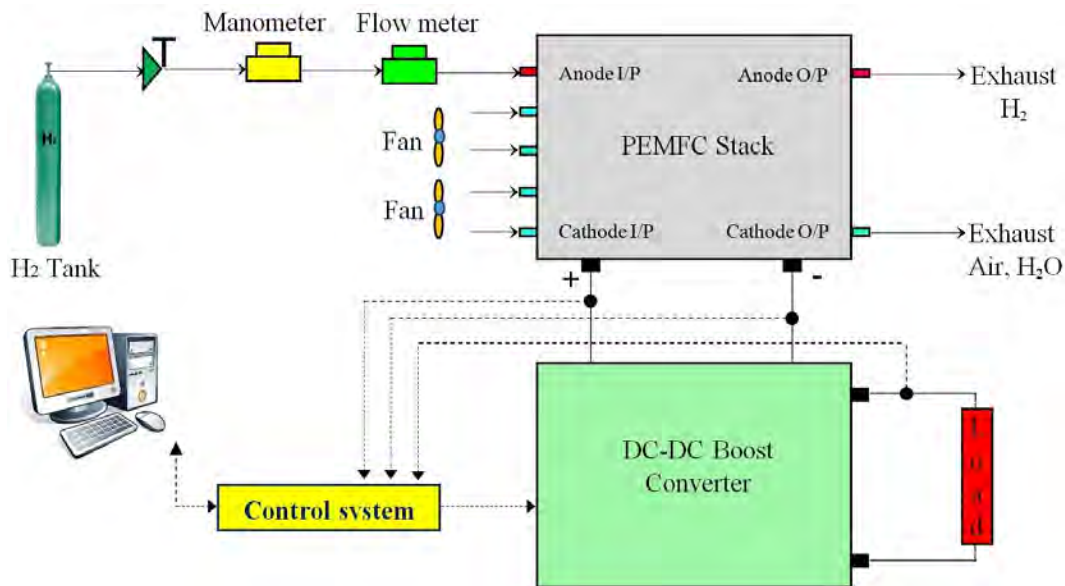 Manometer
Flow meter
Anode I/P
Anode O/P
Exhaust
H₂
H₂
Fan
PEMFC Stack
Fan
Cathode I/P
Cathode O/P
Exhaust
Air, H₂O
H₂ Tank
+
-
DC-DC Boost
Converter
Load
Control system